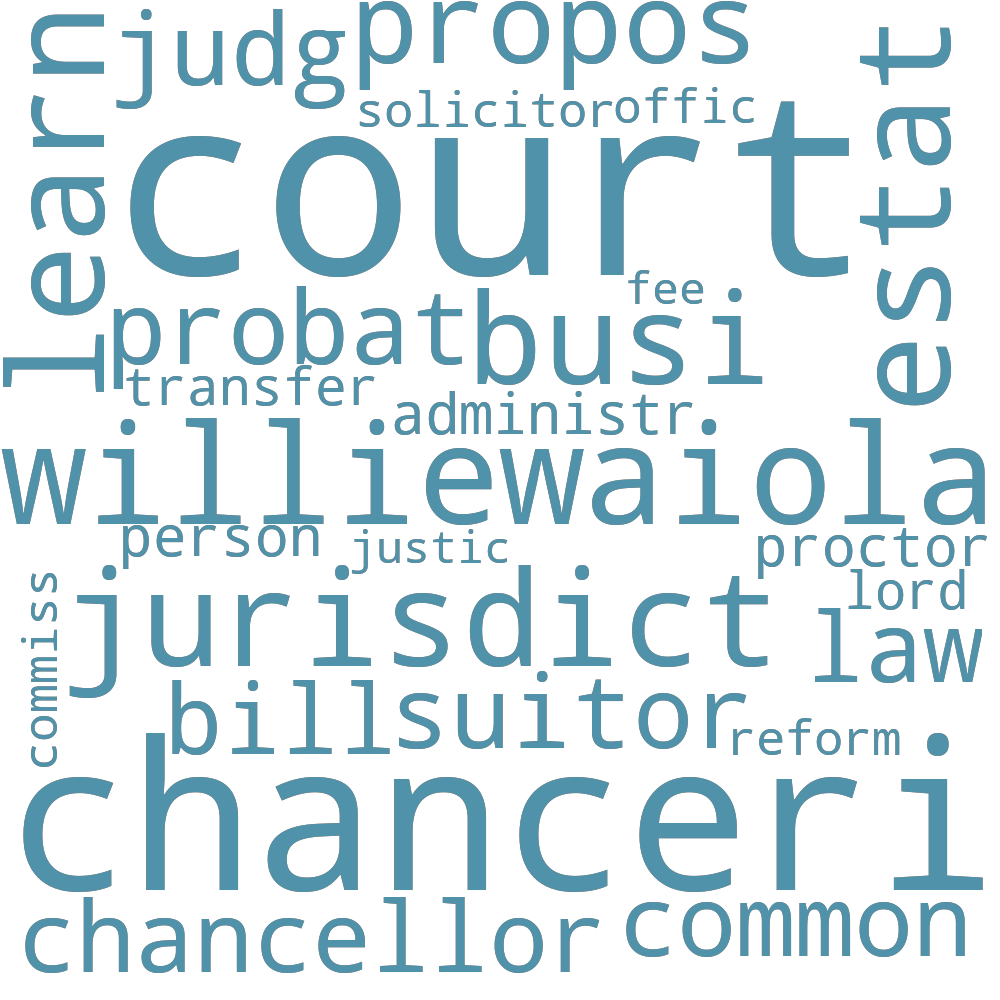 learn
judg
propos
solicitor
offic
court
estat
fee
probat
busi
transfer
administr
williewaiola
person
justic
proctor
commiss
jurisdict
lord
law
bill
suitor
reform
chanceri
chancellor
common